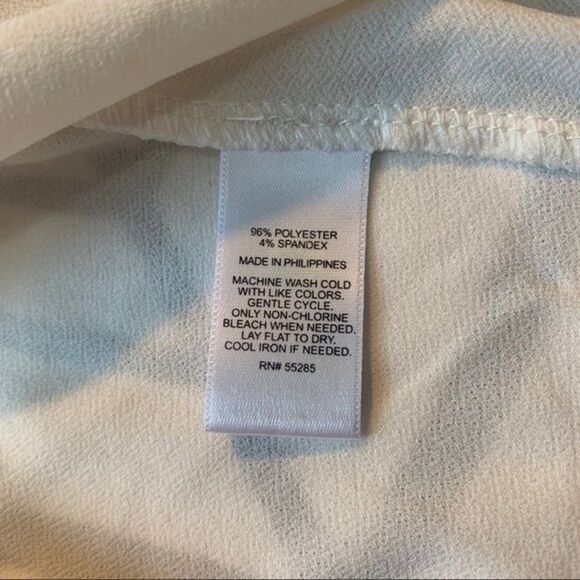 96% POLYESTER
4% SPANDEX
MADE IN PHILIPPINES
MACHINE WASH COLD
WITH LIKE COLORS.
GENTLE CYCLE.
ONLY NON-CHLORINE
BLEACH WHEN NEEDED.
LAY FLAT TO DRY.
COOL IRON IF NEEDED.
RN# 55285